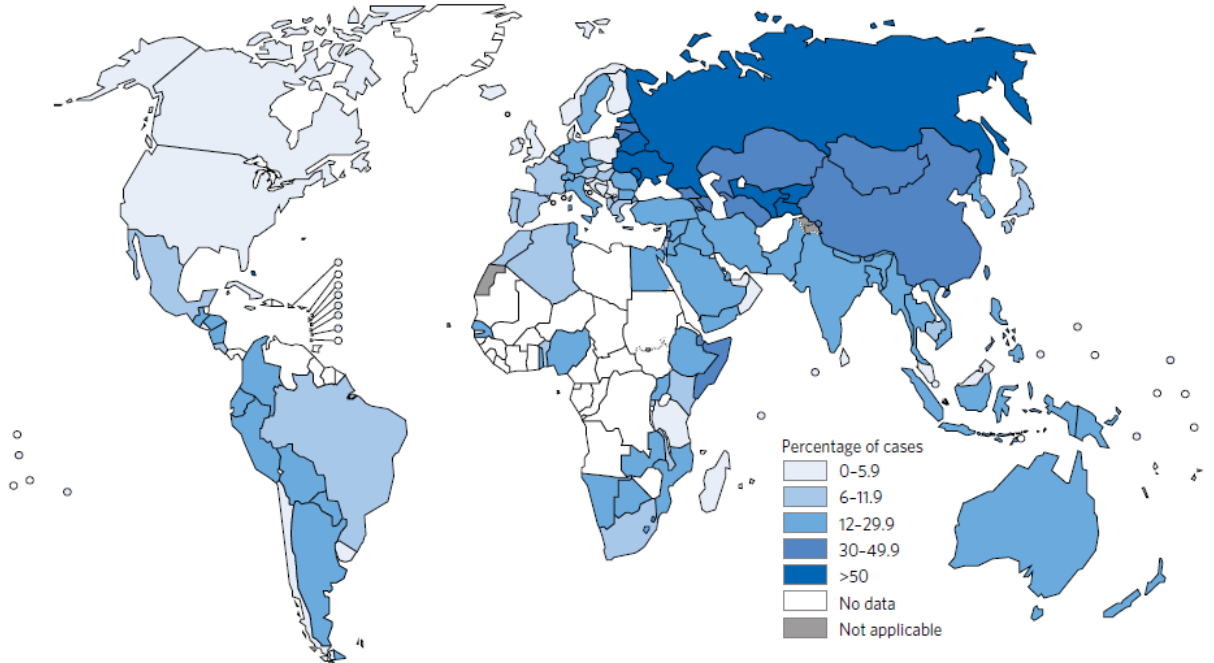 Percentage of cases
0–5.9
6–11.9
12–29.9
30–49.9
>50
No data
Not applicable